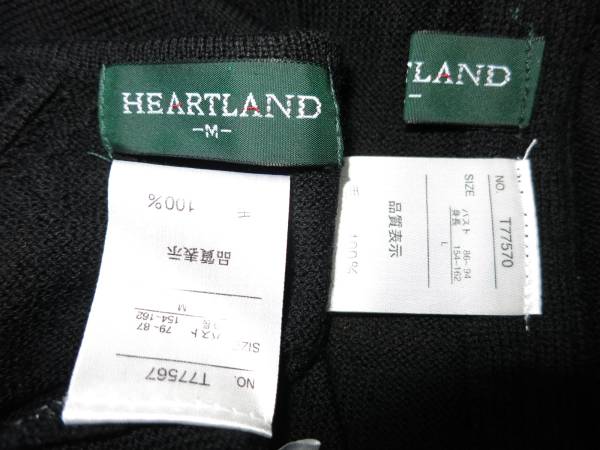 HEARTLAND
-M-
LAND
NO. T77567
SIZE
バスト 79~87
154~162
M
品質表示
100%
NO. T77570
SIZE
バスト 86~94
身長 154~162
L
品質表示
100%